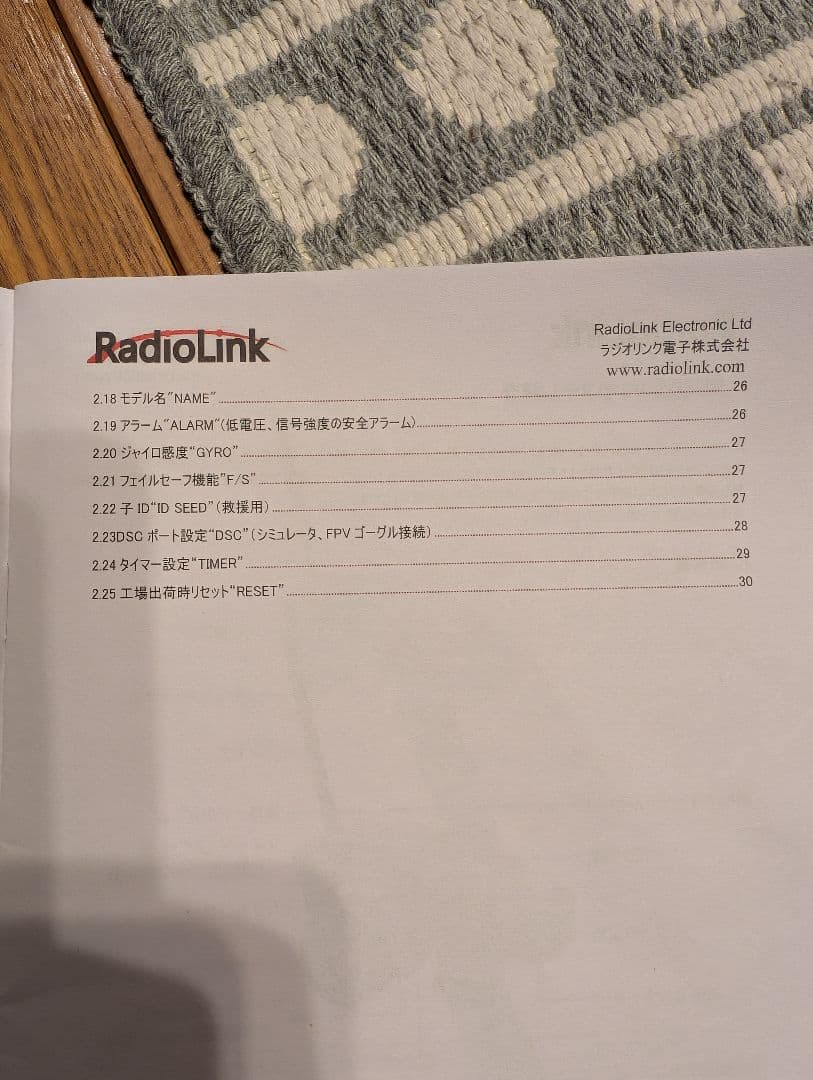 RadioLink
RadioLink Electronic Ltd
ラジオリンク電子株式会社
www.radiolink.com
2.18 モデル名"NAME"........26
2.19 アラーム"ALARM"(低電圧、信号強度の安全アラーム)........26
2.20 ジャイロ感度"GYRO"........27
2.21 フェイルセーフ機能"F/S"........27
2.22 子 ID"ID SEED"(救援用)........27
2.23DSC ポート設定"DSC"(シミュレータ、FPV ゴーグル接続)........28
2.24 タイマー設定"TIMER"........29
2.25 工場出荷時リセット"RESET"........30